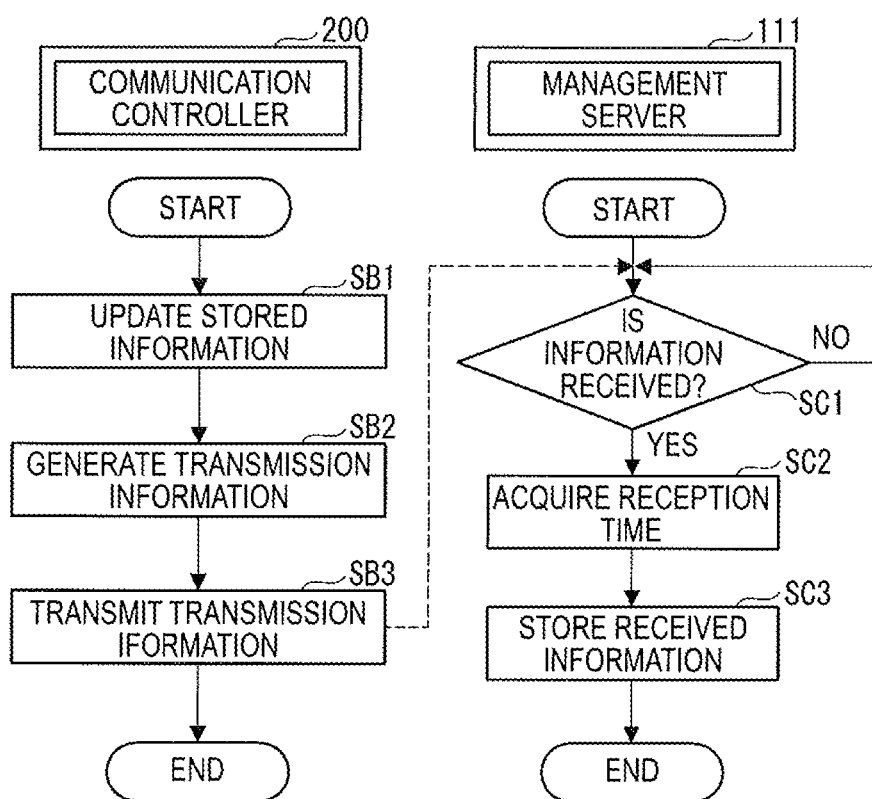 200
COMMUNICATION
CONTROLLER
START
SB1
UPDATE STORED
INFORMATION
SB2
GENERATE TRANSMISSION
INFORMATION
SB3
TRANSMIT TRANSMISSION
IFORMATION
END
111
MANAGEMENT
SERVER
START
IS
INFORMATION
RECEIVED?
NO
SC1
YES
SC2
ACQUIRE RECEPTION
TIME
SC3
STORE RECEIVED
INFORMATION
END